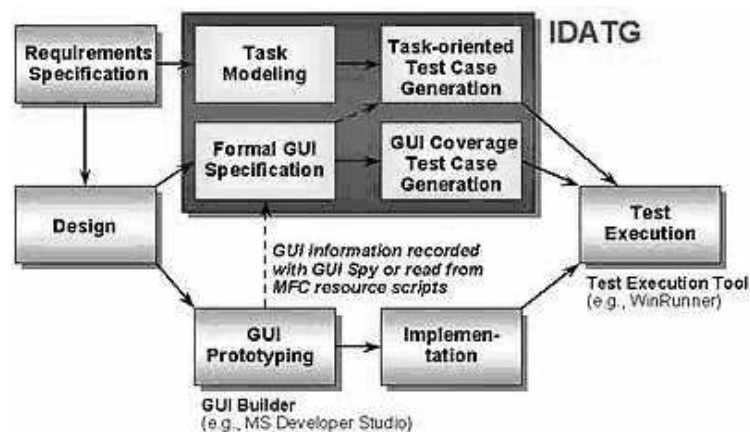 IDATG
Requirements
Specification
Task
Modeling
Task-oriented
Test Case
Generation
Formal GUI
Specification
GUI Coverage
Test Case
Generation
Design
Test
Execution
GUI information recorded
with GUI Spy or read from
MFC resource scripts
Test Execution Tool
(e.g., WinRunner)
GUI
Prototyping
Implemen-
tation
GUI Builder
(e.g., MS Developer Studio)